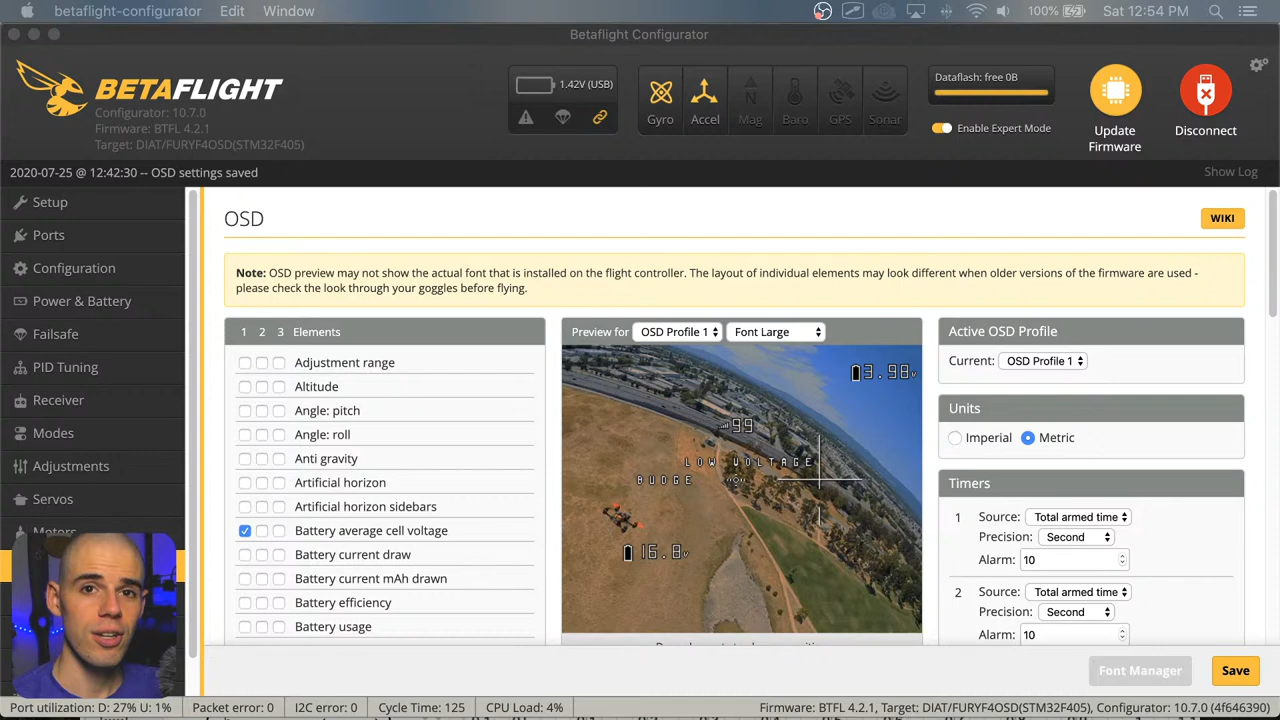 betaflight-configurator Edit Window 100% Sat 12:54 PM
Betaflight Configurator
BETAFLIGHT
Configurator: 10.7.0
Firmware: BTFL 4.2.1
Target: DIAT/FURYF4OSD(STM32F405)
1.42V (USB)
Gyro Accel Mag Baro GPS Sonar
Dataflash: free 0B
Enable Expert Mode
Update
Firmware
Disconnect
2020-07-25 @ 12:42:30 -- OSD settings saved
Show Log
Setup
Ports
Configuration
Power & Battery
Failsafe
PID Tuning
Receiver
Modes
Adjustments
Servos
Motors
OSD
WIKI
Note: OSD preview may not show the actual font that is installed on the flight controller. The layout of individual elements may look different when older versions of the firmware are used -
please check the look through your goggles before flying.
1 2 3 Elements
Adjustment range
Altitude
Angle: pitch
Angle: roll
Anti gravity
Artificial horizon
Artificial horizon sidebars
Battery average cell voltage
Battery current draw
Battery current mAh drawn
Battery efficiency
Battery usage
Preview for OSD Profile 1 Font Large
3.98V
99
LOW VOLTAGE
BUDGE
16.8V
Active OSD Profile
Current: OSD Profile 1
Units
Imperial Metric
Timers
1 Source: Total armed time
Precision: Second
Alarm: 10
2 Source: Total armed time
Precision: Second
Alarm: 10
Font Manager
Save
Port utilization: D: 27% U: 1% Packet error: 0 I2C error: 0 Cycle Time: 125 CPU Load: 4% Firmware: BTFL 4.2.1, Target: DIAT/FURYF4OSD(STM32F405), Configurator: 10.7.0 (4f646390)